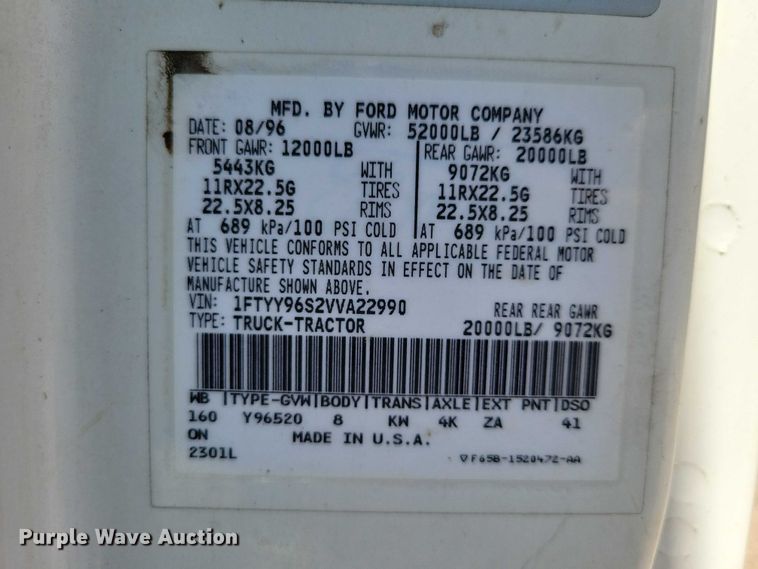 MFD. BY FORD MOTOR COMPANY
DATE: 08/96 GVWR: 52000LB / 23586KG
FRONT GAWR: 12000LB REAR GAWR: 20000LB
5443KG WITH 9072KG WITH
11RX22.5G TIRES 11RX22.5G TIRES
22.5X8.25 RIMS 22.5X8.25 RIMS
AT 689 kPa/100 PSI COLD AT 689 kPa/100 PSI COLD
THIS VEHICLE CONFORMS TO ALL APPLICABLE FEDERAL MOTOR
VEHICLE SAFETY STANDARDS IN EFFECT ON THE DATE OF
MANUFACTURE SHOWN ABOVE.
VIN: 1FTYY96S2VVA22990 REAR REAR GAWR
TYPE: TRUCK-TRACTOR 20000LB/ 9072KG
WB |TYPE-GVW|BODY|TRANS|AXLE|EXT PNT|DSO
160 Y96520 8 KW 4K ZA 41
ON MADE IN U.S.A.
2301L F65B-1520472-AA
Purple Wave Auction